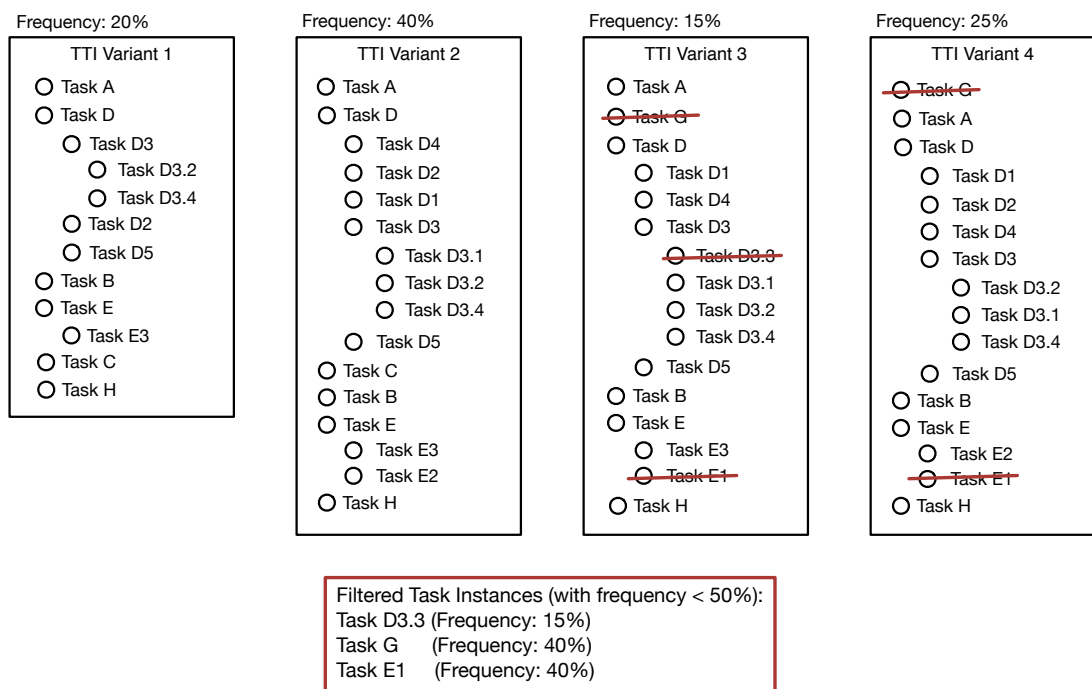 Frequency: 20%
TTI Variant 1
Task A
Task D
Task D3
Task D3.2
Task D3.4
Task D2
Task D5
Task B
Task E
Task E3
Task C
Task H
Frequency: 40%
TTI Variant 2
Task A
Task D
Task D4
Task D2
Task D1
Task D3
Task D3.1
Task D3.2
Task D3.4
Task D5
Task C
Task B
Task E
Task E3
Task E2
Task H
Frequency: 15%
TTI Variant 3
Task A
Task G
Task D
Task D1
Task D4
Task D3
Task D3.3
Task D3.1
Task D3.2
Task D3.4
Task D5
Task B
Task E
Task E3
Task E1
Task H
Frequency: 25%
TTI Variant 4
Task G
Task A
Task D
Task D1
Task D2
Task D4
Task D3
Task D3.2
Task D3.1
Task D3.4
Task D5
Task B
Task E
Task E2
Task E1
Task H
Filtered Task Instances (with frequency < 50%):
Task D3.3 (Frequency: 15%)
Task G (Frequency: 40%)
Task E1 (Frequency: 40%)